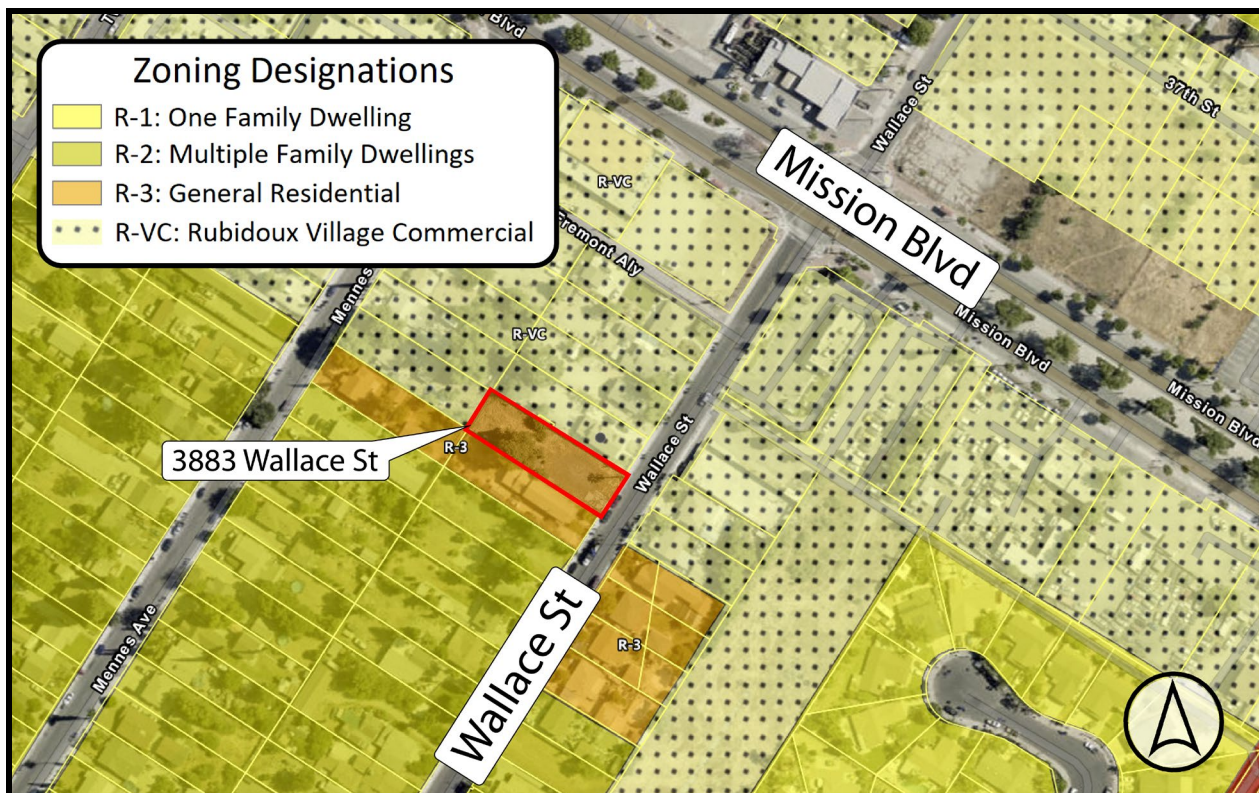 Blvd
Zoning Designations
R-1: One Family Dwelling
R-2: Multiple Family Dwellings
R-3: General Residential
R-VC: Rubidoux Village Commercial
37th St
Wallace St
Mission Blvd
R-VC
Fremont Aly
Mennes
R-VC
Mission Blvd
Mission Blvd
3883 Wallace St
R-3
Wallace St
Wallace St
R-3
Mennes Ave